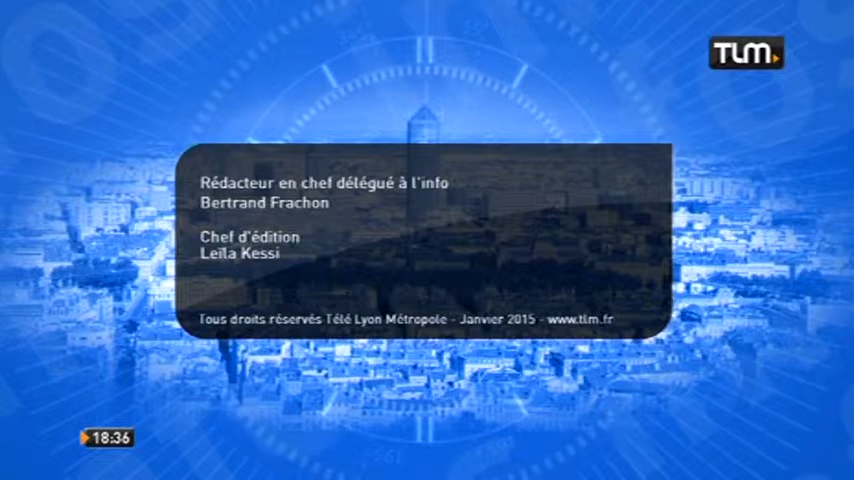 TLM
Rédacteur en chef délégué à l'info
Bertrand Frachon
Chef d'édition
Leïla Kessi
Tous droits réservés Télé Lyon Métropole - Janvier 2015 - www.tlm.fr
18:36